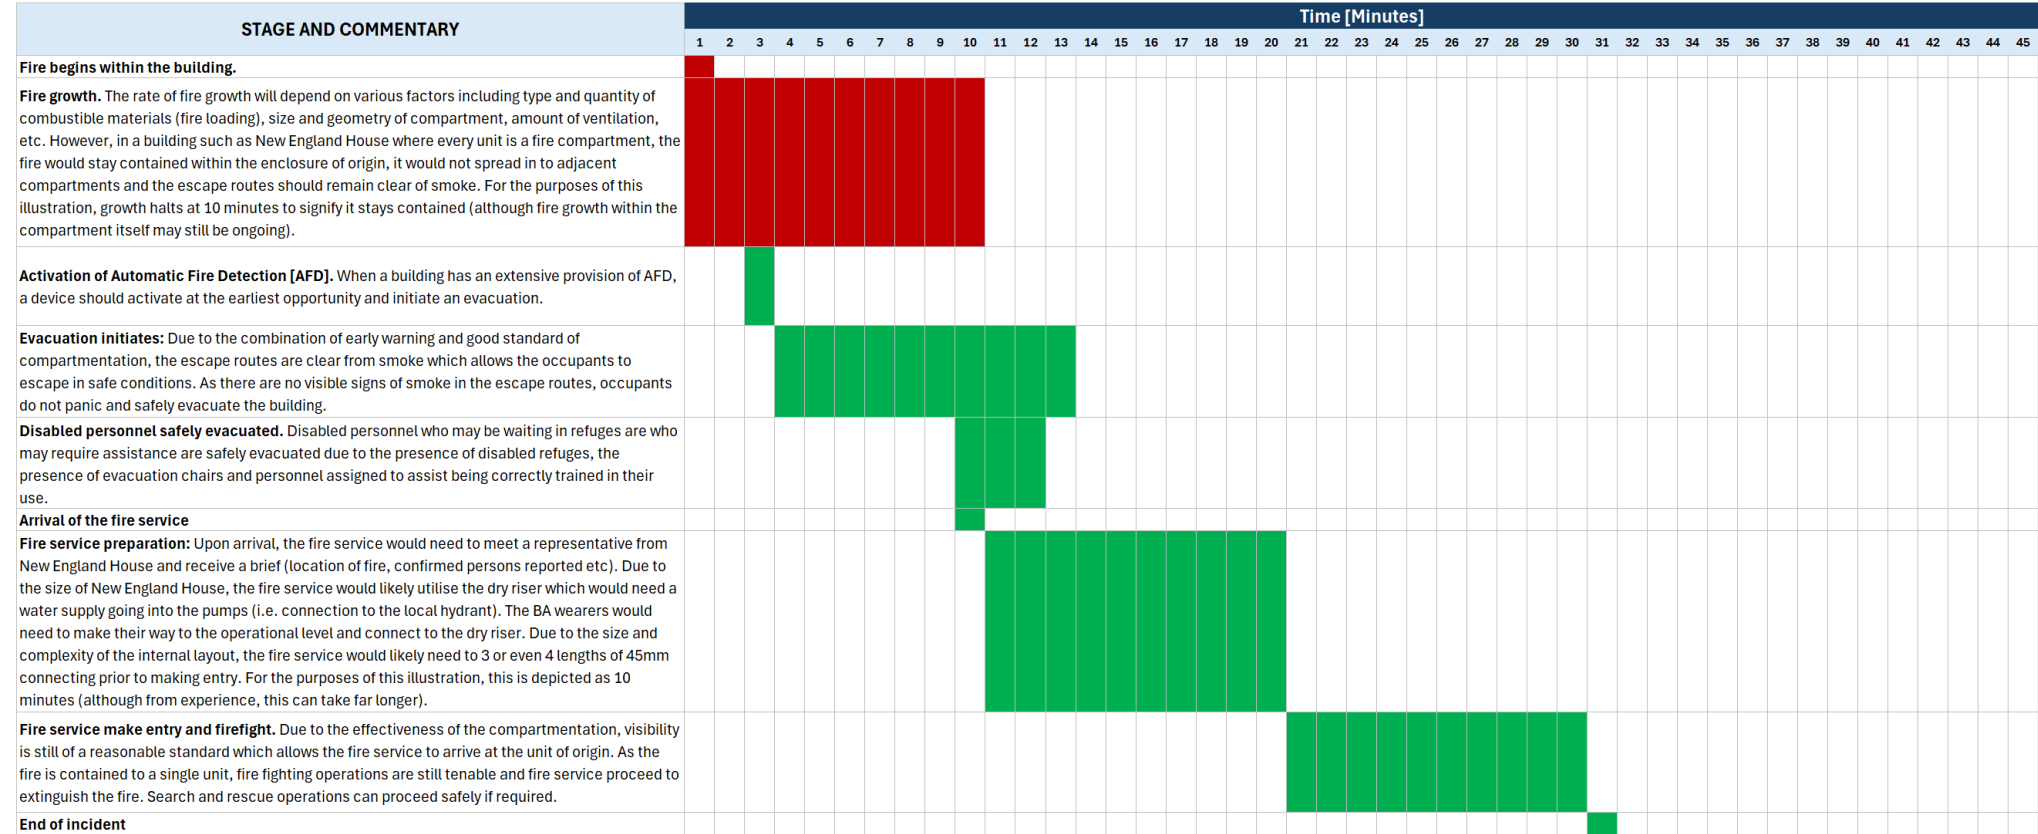 STAGE AND COMMENTARY
Time [Minutes]
1 2 3 4 5 6 7 8 9 10 11 12 13 14 15 16 17 18 19 20 21 22 23 24 25 26 27 28 29 30 31 32 33 34 35 36 37 38 39 40 41 42 43 44 45
Fire begins within the building.
Fire growth. The rate of fire growth will depend on various factors including type and quantity of
combustible materials (fire loading), size and geometry of compartment, amount of ventilation,
etc. However, in a building such as New England House where every unit is a fire compartment, the
fire would stay contained within the enclosure of origin, it would not spread in to adjacent
compartments and the escape routes should remain clear of smoke. For the purposes of this
illustration, growth halts at 10 minutes to signify it stays contained (although fire growth within the
compartment itself may still be ongoing).
Activation of Automatic Fire Detection [AFD]. When a building has an extensive provision of AFD,
a device should activate at the earliest opportunity and initiate an evacuation.
Evacuation initiates: Due to the combination of early warning and good standard of
compartmentation, the escape routes are clear from smoke which allows the occupants to
escape in safe conditions. As there are no visible signs of smoke in the escape routes, occupants
do not panic and safely evacuate the building.
Disabled personnel safely evacuated. Disabled personnel who may be waiting in refuges are who
may require assistance are safely evacuated due to the presence of disabled refuges, the
presence of evacuation chairs and personnel assigned to assist being correctly trained in their
use.
Arrival of the fire service
Fire service preparation: Upon arrival, the fire service would need to meet a representative from
New England House and receive a brief (location of fire, confirmed persons reported etc). Due to
the size of New England House, the fire service would likely utilise the dry riser which would need a
water supply going into the pumps (i.e. connection to the local hydrant). The BA wearers would
need to make their way to the operational level and connect to the dry riser. Due to the size and
complexity of the internal layout, the fire service would likely need to 3 or even 4 lengths of 45mm
connecting prior to making entry. For the purposes of this illustration, this is depicted as 10
minutes (although from experience, this can take far longer).
Fire service make entry and firefight. Due to the effectiveness of the compartmentation, visibility
is still of a reasonable standard which allows the fire service to arrive at the unit of origin. As the
fire is contained to a single unit, fire fighting operations are still tenable and fire service proceed to
extinguish the fire. Search and rescue operations can proceed safely if required.
End of incident